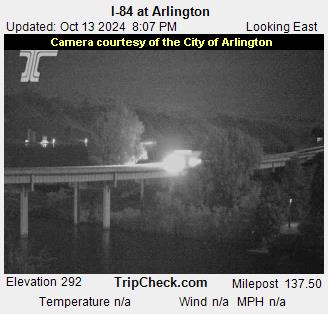 I-84 at Arlington
Updated: Oct 13 2024 8:07 PM Looking East
Camera courtesy of the City of Arlington
Elevation 292 TripCheck.com Milepost 137.50
Temperature n/a Wind n/a MPH n/a